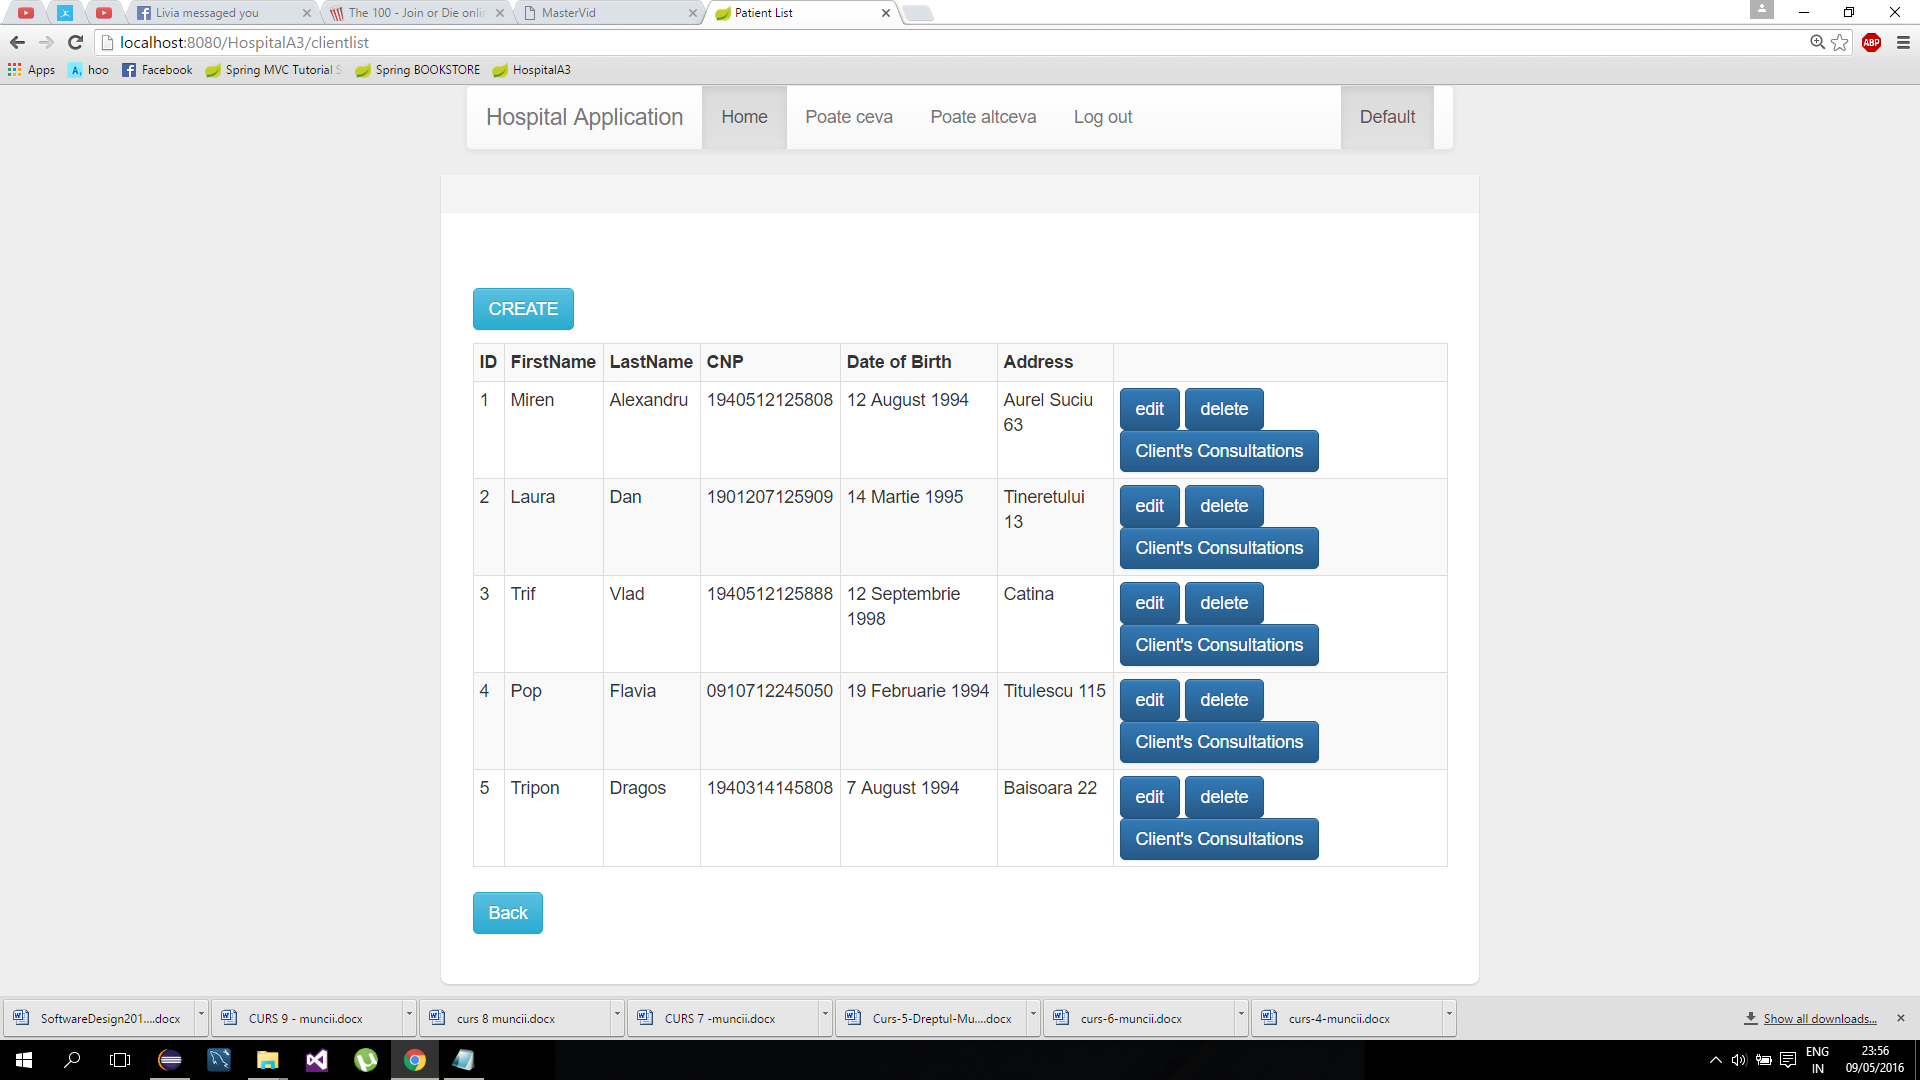 Livia messaged you
The 100 - Join or Die onlin
MasterVid
Patient List
localhost:8080/HospitalA3/clientlist
ABP
Apps
hoo
Facebook
Spring MVC Tutorial
Spring BOOKSTORE
HospitalA3
Hospital Application Home Poate ceva Poate altceva Log out Default
CREATE
ID FirstName LastName CNP Date of Birth Address
1 Miren Alexandru 1940512125808 12 August 1994 Aurel Suciu edit delete
63
Client's Consultations
2 Laura Dan 1901207125909 14 Martie 1995 Tineretului edit delete
13
Client's Consultations
3 Trif Vlad 1940512125888 12 Septembrie Catina edit delete
1998
Client's Consultations
4 Pop Flavia 0910712245050 19 Februarie 1994 Titulescu 115 edit delete
Client's Consultations
5 Tripon Dragos 1940314145808 7 August 1994 Baisoara 22 edit delete
Client's Consultations
Back
SoftwareDesign201....docx
CURS 9 - muncii.docx
curs 8 muncii.docx
CURS 7 -muncii.docx
Curs-5-Dreptul-Mu....docx
curs-6-muncii.docx
curs-4-muncii.docx
Show all downloads...
ENG
IN
23:56
09/05/2016